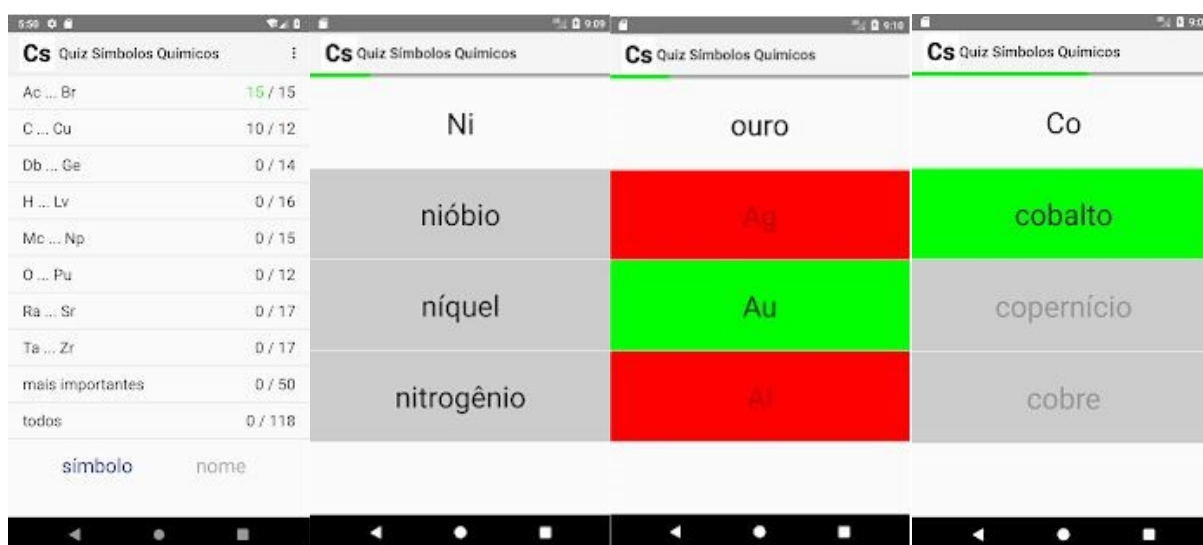 5:50
Cs Quiz Símbolos Químicos
Ac ... Br 15 / 15
C ... Cu 10 / 12
Db ... Ge 0 / 14
H ... Lv 0 / 16
Mc ... Np 0 / 15
O ... Pu 0 / 12
Ra ... Sr 0 / 17
Ta ... Zr 0 / 17
mais importantes 0 / 50
todos 0 / 118
símbolo nome
9:09
Cs Quiz Símbolos Químicos
Ni
nióbio
níquel
nitrogênio
9:10
Cs Quiz Símbolos Químicos
ouro
Ag
Au
Al
9:0
Cs Quiz Símbolos Químicos
Co
cobalto
copernício
cobre